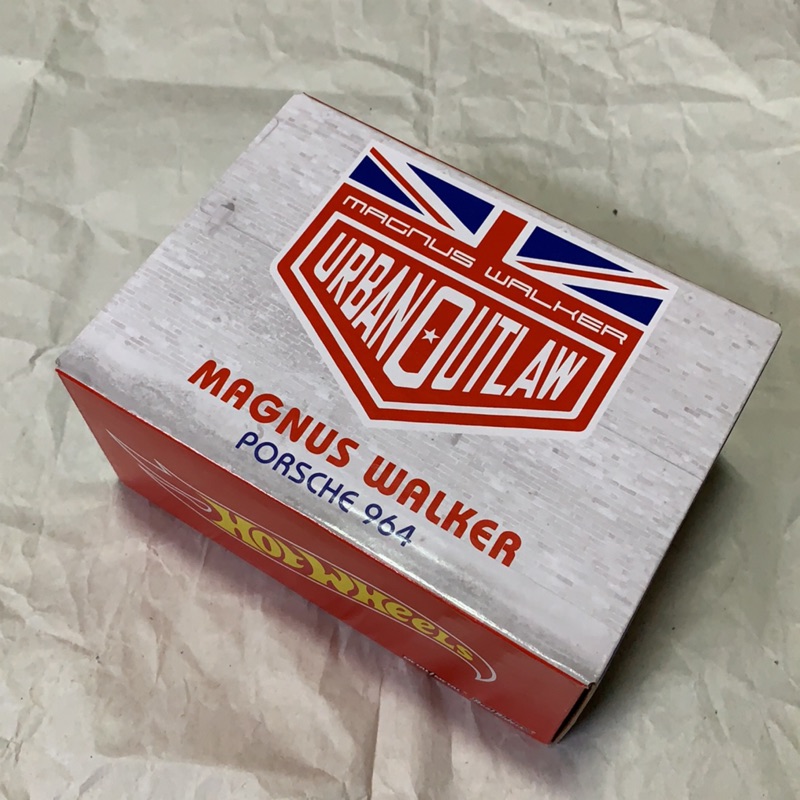 MAGNUS WALKER
URBAN OUTLAW
MAGNUS WALKER
PORSCHE 964
HOT WHEELS